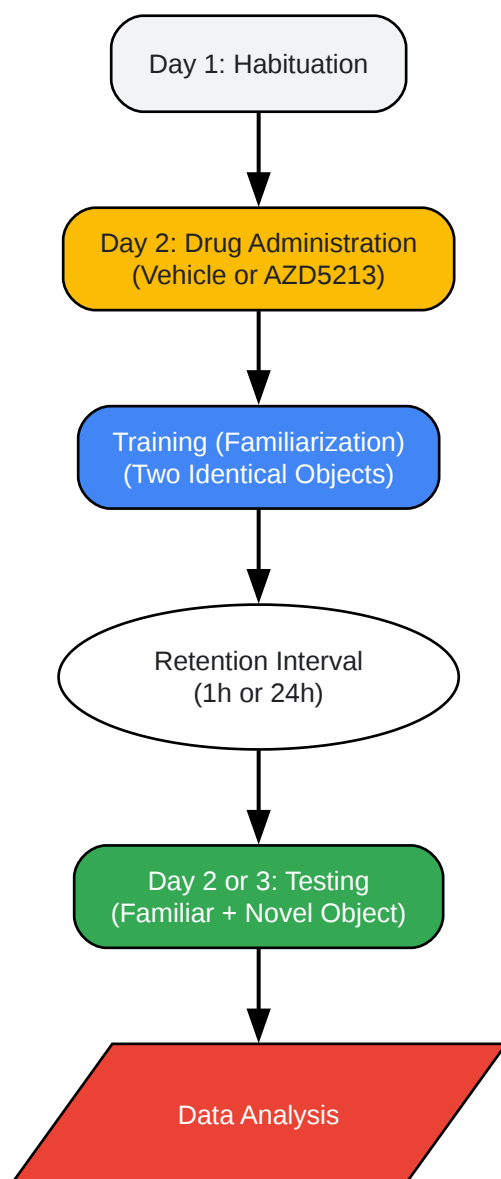 Day 1: Habituation
Day 2: Drug Administration
(Vehicle or AZD5213)
Training (Familiarization)
(Two Identical Objects)
Retention Interval
(1h or 24h)
Day 2 or 3: Testing
(Familiar + Novel Object)
Data Analysis